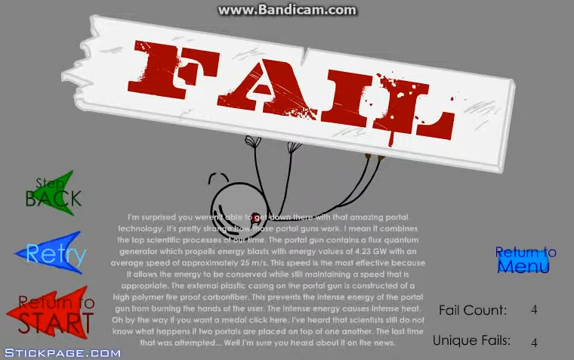 www.Bandicam.com
FAIL
I'm surprised you weren't able to get down there with that amazing portal
technology. It's pretty strange how those portal guns work. I mean it combines
the top scientific processes of our time. The portal gun contains a flux quantum
generator which propells energy blasts with energy values of 4.23 GW with an
average speed of approximately 25 m/s. This speed is the most effective because
it allows the energy to be conserved while still maintaining a speed that is
appropriate. The external plastic casing on the portal gun is constructed of a
high polymer fire proof carbontiber. This prevents the intense energy of the portal
gun from burning the hands of the user. The intense energy causes intense heat.
Oh by the way if you want a medal click here. I've heard that scientists still do not
know what happens if two portals are placed on top of one another. The last time
that was attempted... Well I'm sure you heard about it on the news.
Step
BACK
Retry
Return to
START
Return to
Menu
Fail Count: 4
Unique Fails: 4
STICKPAGE.COM